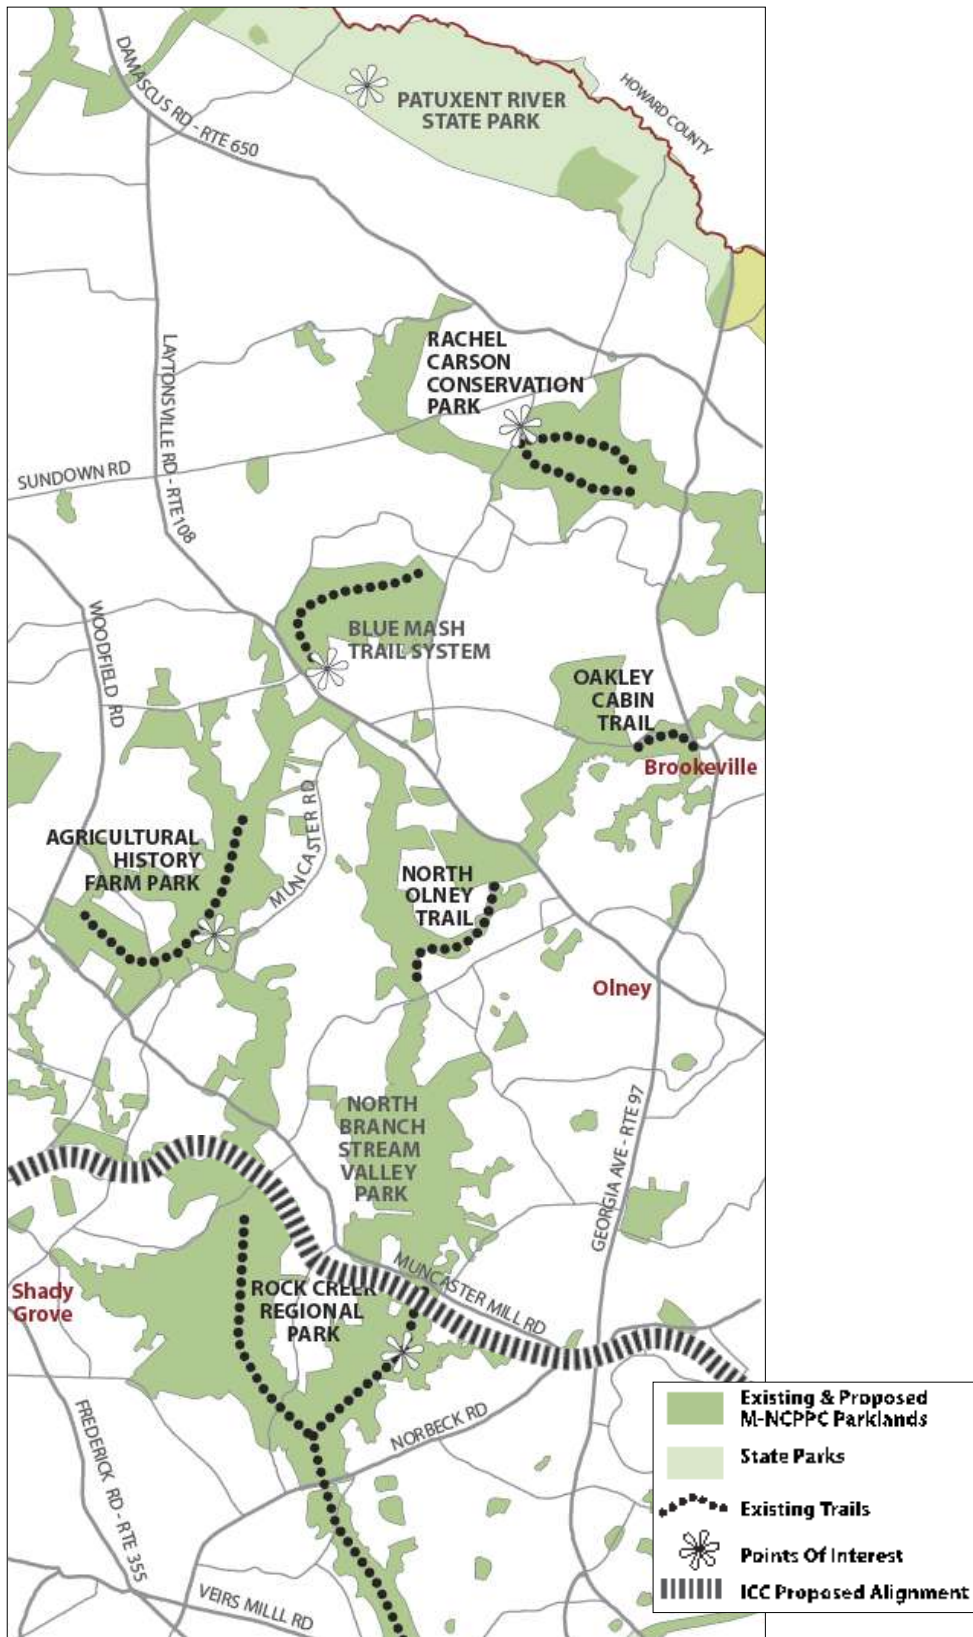 DAMASCUS RD - RTE 650
HOWARD COUNTY
PATUXENT RIVER
STATE PARK
RACHEL
CARSON
CONSERVATION
PARK
LAYTONSVILLE RD - RTE108
SUNDOWN RD
WOODFIELD RD
BLUE MASH
TRAIL SYSTEM
OAKLEY
CABIN
TRAIL
Brookeville
MUNCASTER RD
AGRICULTURAL
HISTORY
FARM PARK
NORTH
OLNEY
TRAIL
Olney
NORTH
BRANCH
STREAM
VALLEY
PARK
GEORGIA AVE - RTE 97
MUNCASTER MILL RD
Shady
Grove
ROCK CREEK
REGIONAL
PARK
NORBECK RD
FREDERICK RD - RTE 355
VEIRS MILLL RD
Existing & Proposed
M-NCPPC Parklands
State Parks
Existing Trails
Points Of Interest
ICC Proposed Alignment